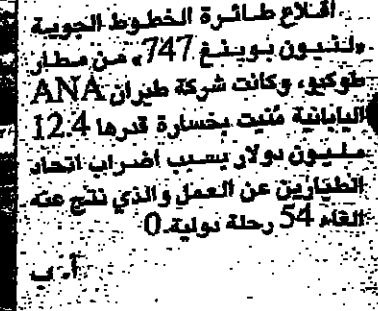 اقلاع طائرة الخطوط الجوية
«نيبون بوينغ 747» من مطار
طوكيو، وكانت شركة طيران ANA
اليابانية مُنيت بخسارة قدرها 12.4
مليون دولار بسبب اضراب اتحاد
الطيارين عن العمل والذي نتج عنه
الغاء 54 رحلة دولية.0
أ. ب